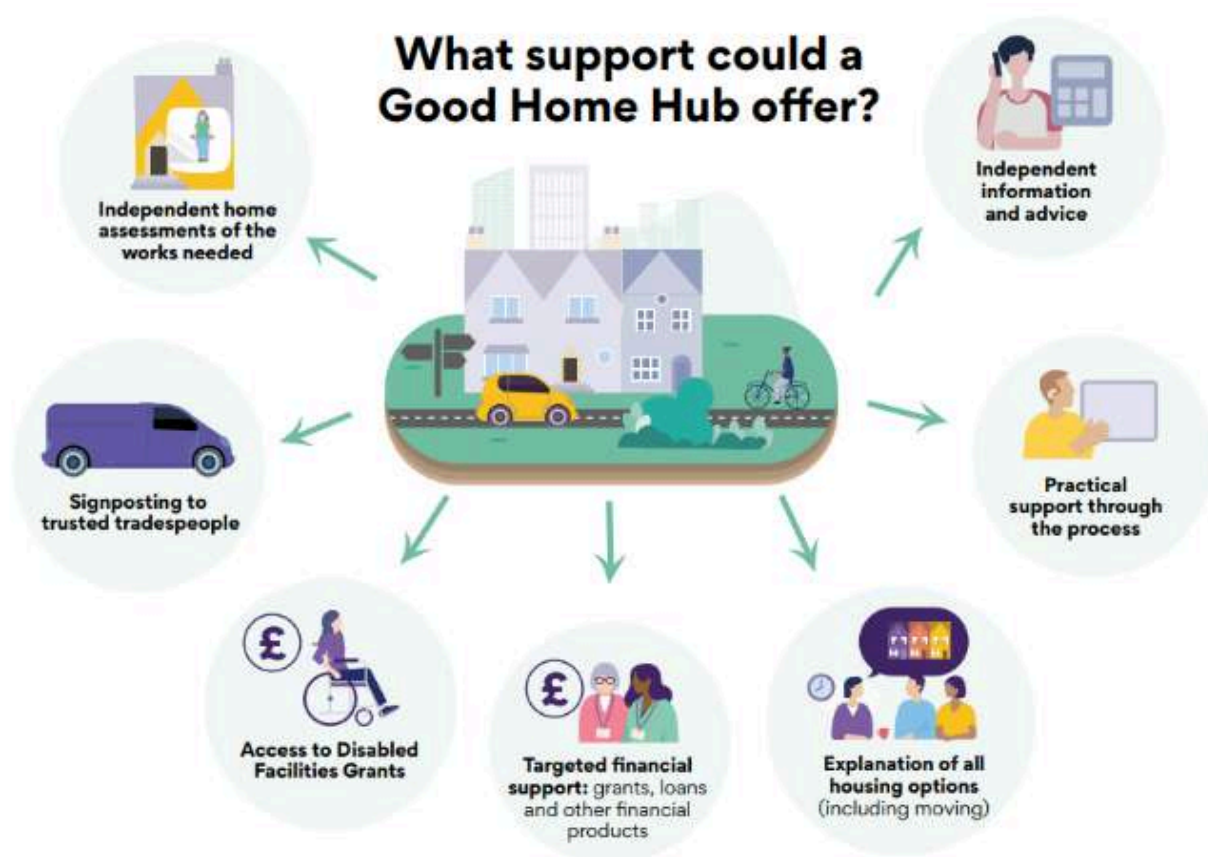 What support could a
Good Home Hub offer?
Independent home
assessments of the
works needed
Independent
information
and advice
Signposting to
trusted tradespeople
Practical
support through
the process
£
Access to Disabled
Facilities Grants
£
Targeted financial
support: grants, loans
and other financial
products
Explanation of all
housing options
(including moving)